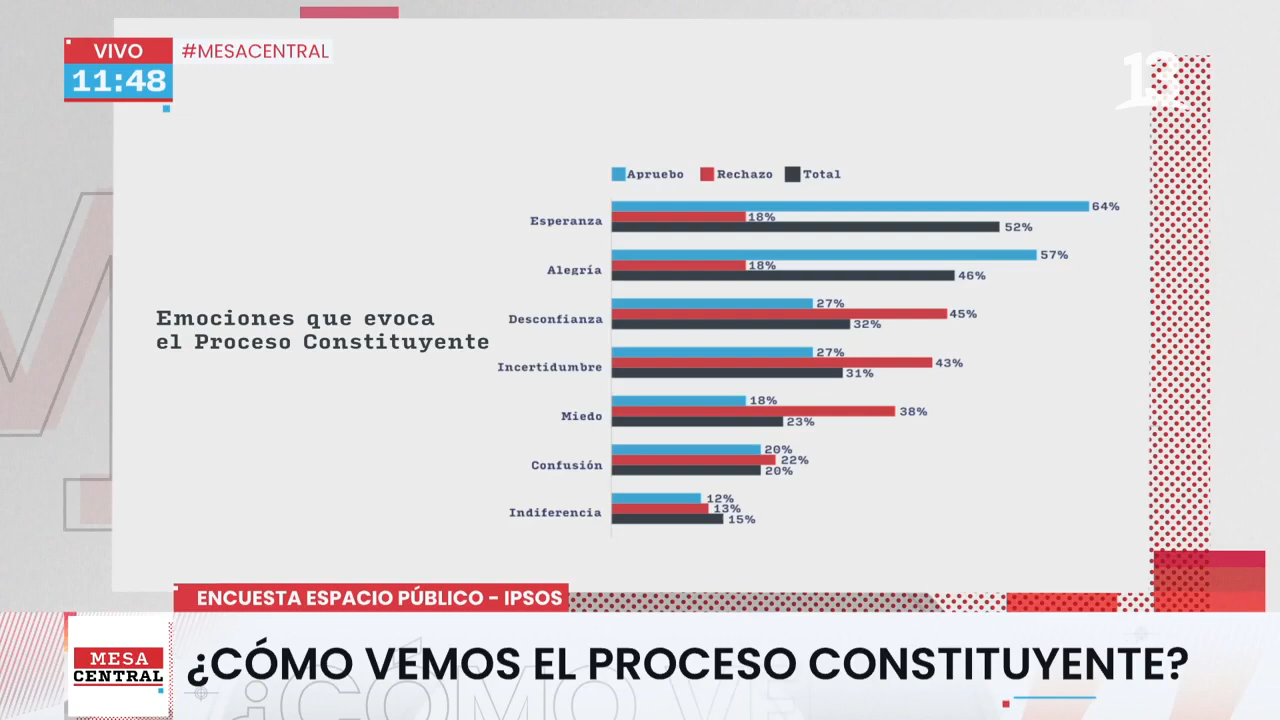 VIVO
#MESACENTRAL
11:48
13
Apruebo Rechazo Total
Esperanza
64%
18%
52%
Alegría
57%
18%
46%
Emociones que evoca
el Proceso Constituyente
Desconfianza
27%
45%
32%
Incertidumbre
27%
43%
31%
Miedo
18%
38%
23%
Confusión
20%
22%
20%
Indiferencia
12%
13%
15%
ENCUESTA ESPACIO PÚBLICO - IPSOS
MESA
CENTRAL
¿CÓMO VEMOS EL PROCESO CONSTITUYENTE?
¿CÓMO VE